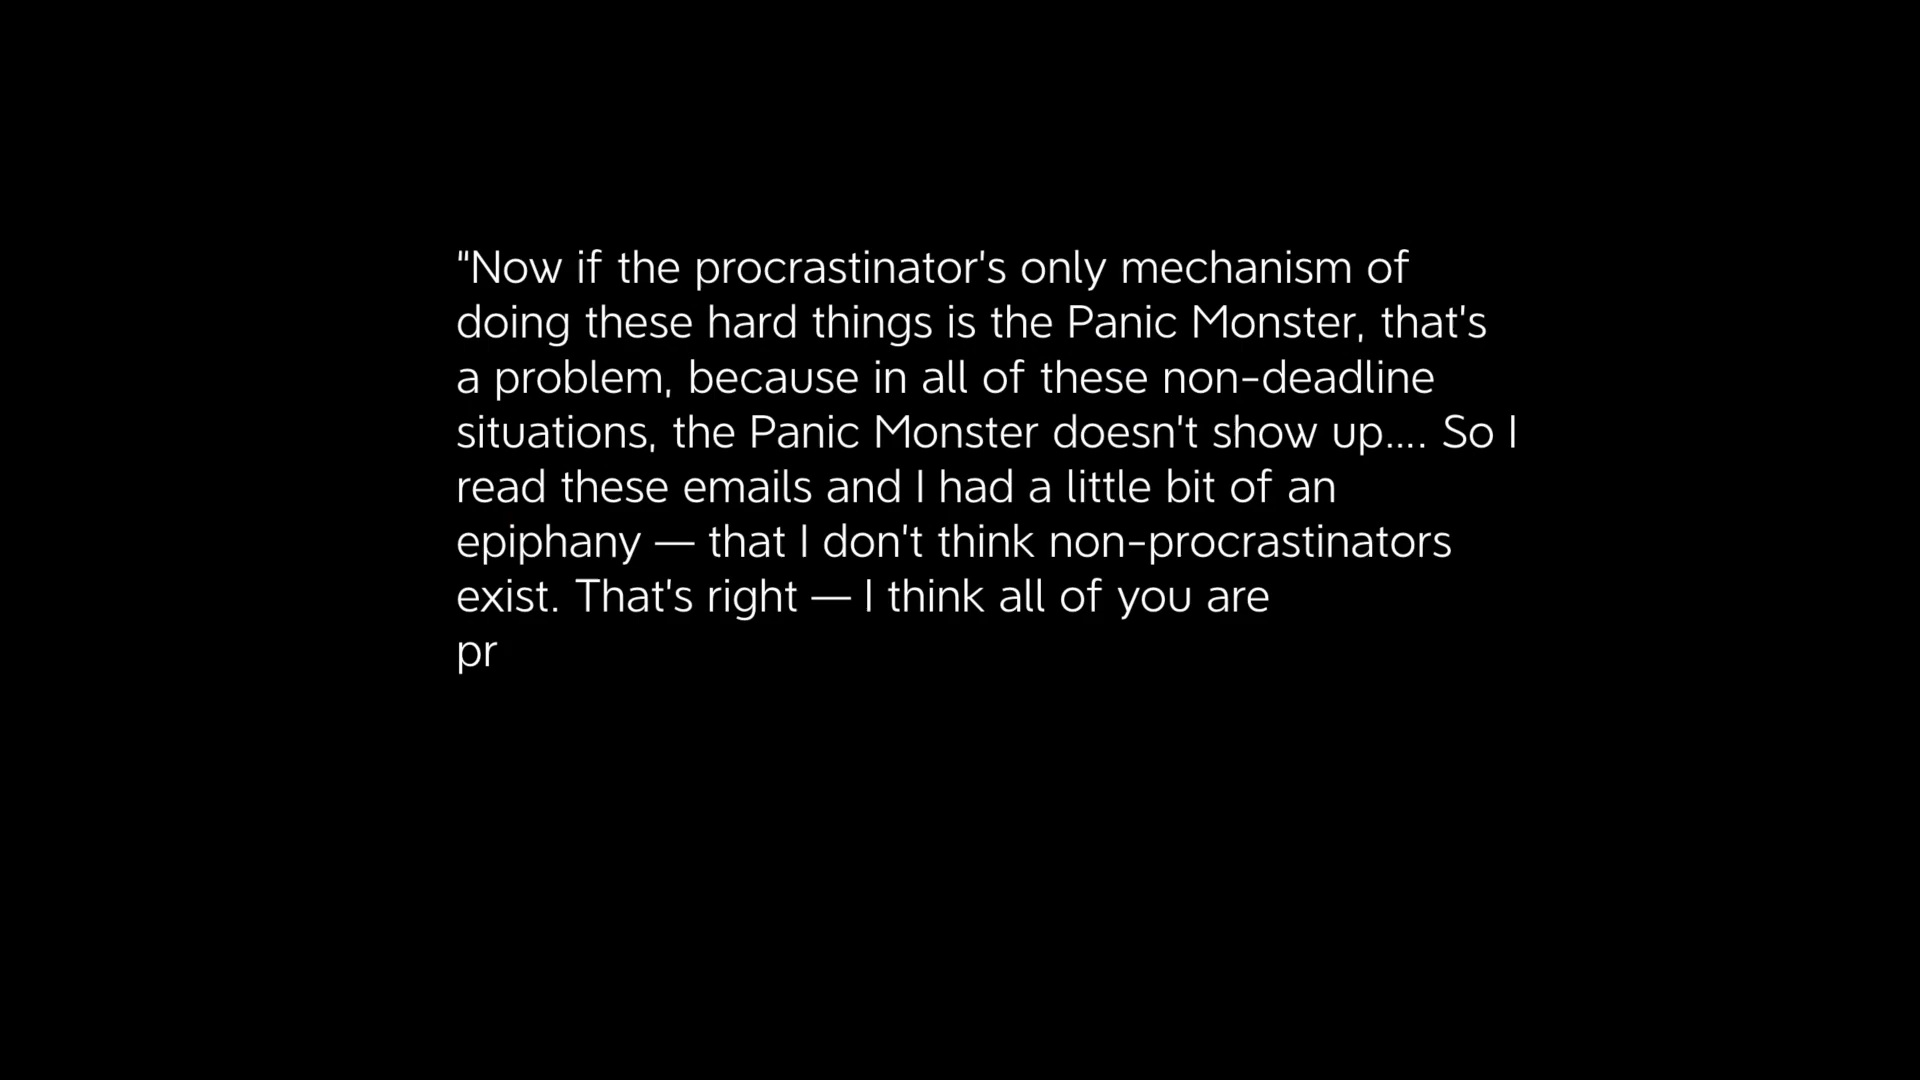 "Now if the procrastinator's only mechanism of
doing these hard things is the Panic Monster, that's
a problem, because in all of these non-deadline
situations, the Panic Monster doesn't show up.... So I
read these emails and I had a little bit of an
epiphany — that I don't think non-procrastinators
exist. That's right — I think all of you are
pr